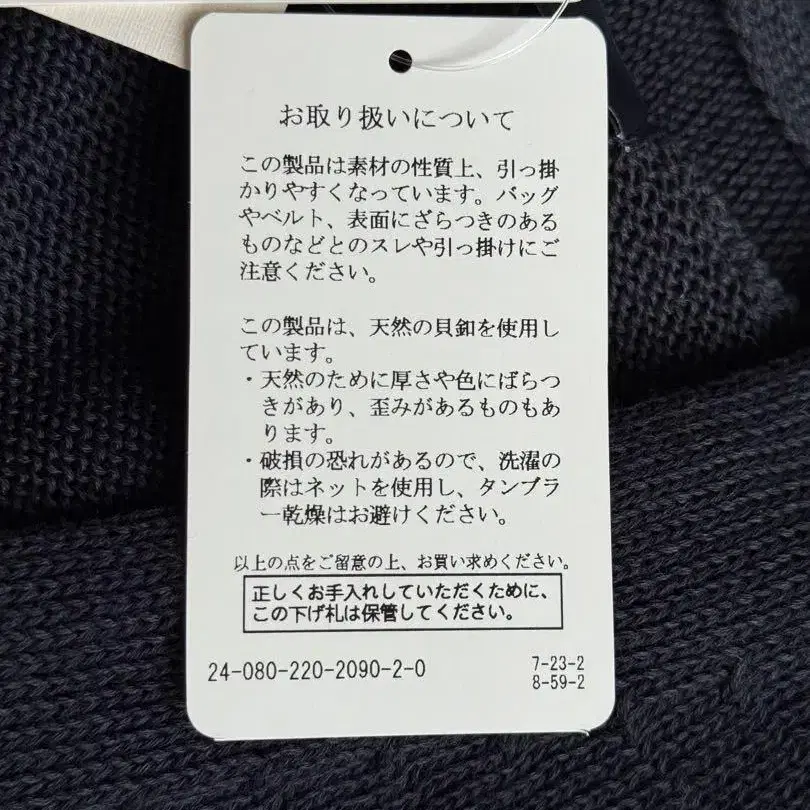 お取り扱いについて
この製品は素材の性質上、引っ掛
かりやすくなっています。バッグ
やベルト、表面にざらつきのある
ものなどとのスレや引っ掛けにご
注意ください。
この製品は、天然の貝釦を使用し
ています。
・天然のために厚さや色にばらつ
きがあり、歪みがあるものもあ
ります。
・破損の恐れがあるので、洗濯の
際はネットを使用し、タンブラ
ー乾燥はお避けください。
以上の点をご留意の上、お買い求めください。
正しくお手入れしていただくために、
この下げ札は保管してください。
24-080-220-2090-2-0
7-23-2
8-59-2